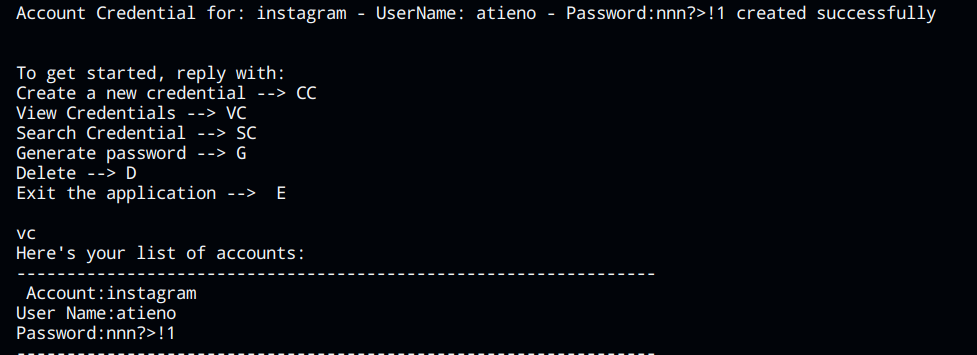 Account Credential for: instagram - UserName: atieno - Password:nnn?>!1 created successfully
To get started, reply with:
Create a new credential --> CC
View Credentials --> VC
Search Credential --> SC
Generate password --> G
Delete --> D
Exit the application -->  E
vc
Here's your list of accounts:
----------------------------------------------------------------
 Account:instagram
User Name:atieno
Password:nnn?>!1
----------------------------------------------------------------